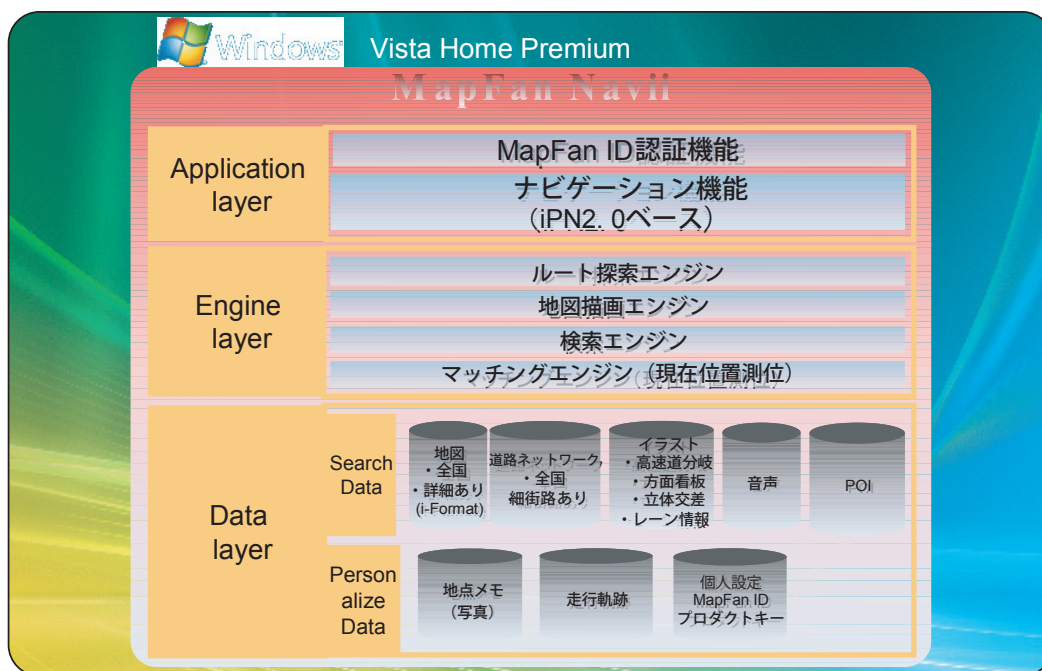 Windows Vista Home Premium
MapFan Navii
Application
layer
MapFan ID認証機能
ナビゲーション機能
（iPN2. 0ベース）
Engine
layer
ルート探索エンジン
地図描画エンジン
検索エンジン
マッチングエンジン（現在位置測位）
Data
layer
Search
Data
地図
・全国
・詳細あり
(i-Format)
道路ネットワーク,
・全国
細街路あり
イラスト
・高速道分岐
・方面看板
・立体交差
・レーン情報
音声
POI
Person
alize
Data
地点メモ
（写真）
走行軌跡
個人設定
MapFan ID
プロダクトキー